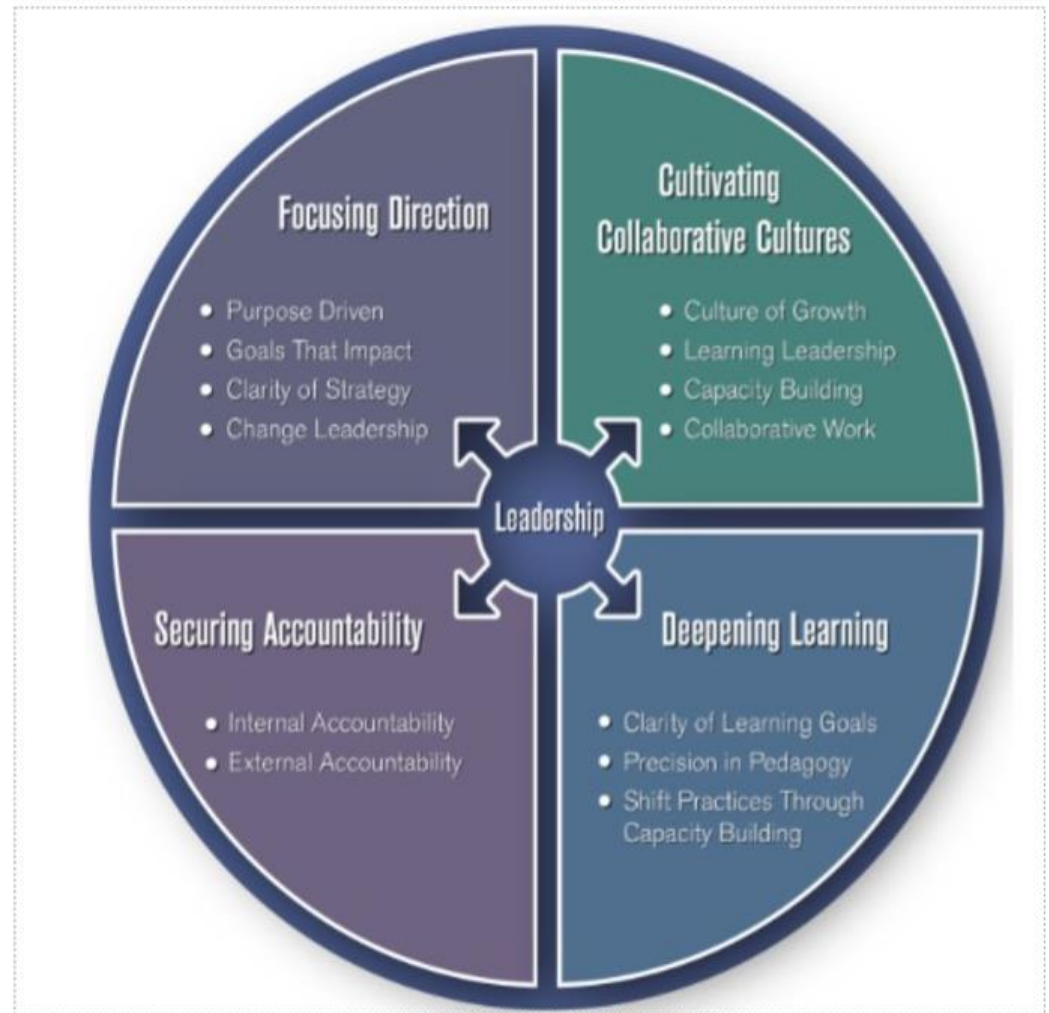 Focusing Direction
• Purpose Driven
• Goals That Impact
• Clarity of Strategy
• Change Leadership
Cultivating
Collaborative Cultures
• Culture of Growth
• Learning Leadership
• Capacity Building
• Collaborative Work
Leadership
Securing Accountability
• Internal Accountability
• External Accountability
Deepening Learning
• Clarity of Learning Goals
• Precision in Pedagogy
• Shift Practices Through
Capacity Building